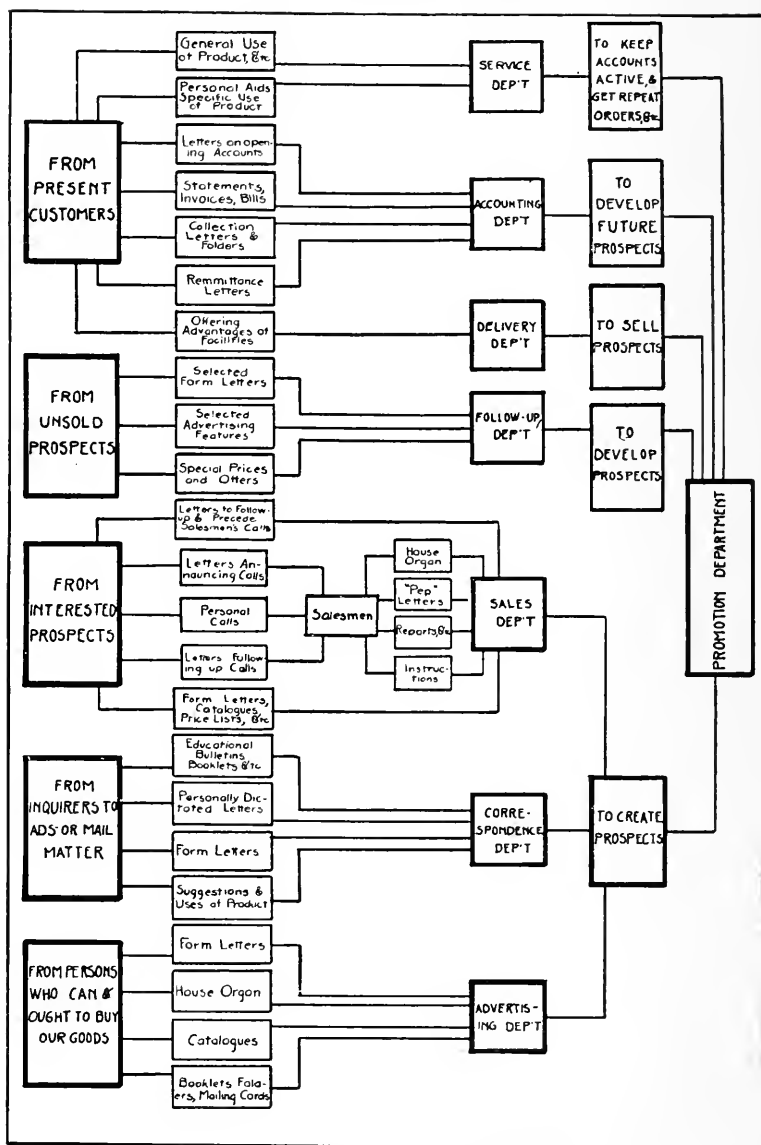 General Use
of Product, &tc
Personal Aids
Specific Use
of Product
Letters on open-
ing Accounts
Statements,
Invoices, Bills
Collection
Letters &
Folders
Remmittance
Letters
Offering
Advantages of
Facilities
FROM
PRESENT
CUSTOMERS
SERVICE
DEP'T
ACCOUNTING
DEP'T
DELIVERY
DEP'T
TO KEEP
ACCOUNTS
ACTIVE, &
GET REPEAT
ORDERS, &tc
TO
DEVELOP
FUTURE
PROSPECTS
TO SELL
PROSPECTS
FROM
UNSOLD
PROSPECTS
Selected
Form Letters
Selected
Advertising
Features
Special Prices
and Offers
FOLLOW-UP
DEP'T
TO
DEVELOP
PROSPECTS
FROM
INTERESTED
PROSPECTS
Letters to Follow-
up & Precede
Salesmen's Calls
Letters An-
nouncing Calls
Personal
Calls
Letters Follow-
ing up Calls
Form Letters,
Catalogues,
Price Lists, &tc
Salesmen
House
Organ
"Pep"
Letters
Reports, &tc
Instruc-
tions
SALES
DEP'T
PROMOTION DEPARTMENT
FROM
INQUIRERS TO
ADS OR MAIL
MATTER
Educational
Bulletins
Booklets &tc
Personally Dic-
tated Letters
Form Letters
Suggestions &
Uses of Product
CORRE-
SPONDENCE
DEP'T
TO CREATE
PROSPECTS
FROM PERSONS
WHO CAN &
OUGHT TO BUY
OUR GOODS
Form Letters
House Organ
Catalogues
Booklets Fold-
ers, Mailing Cards
ADVERTIS-
ING DEP'T